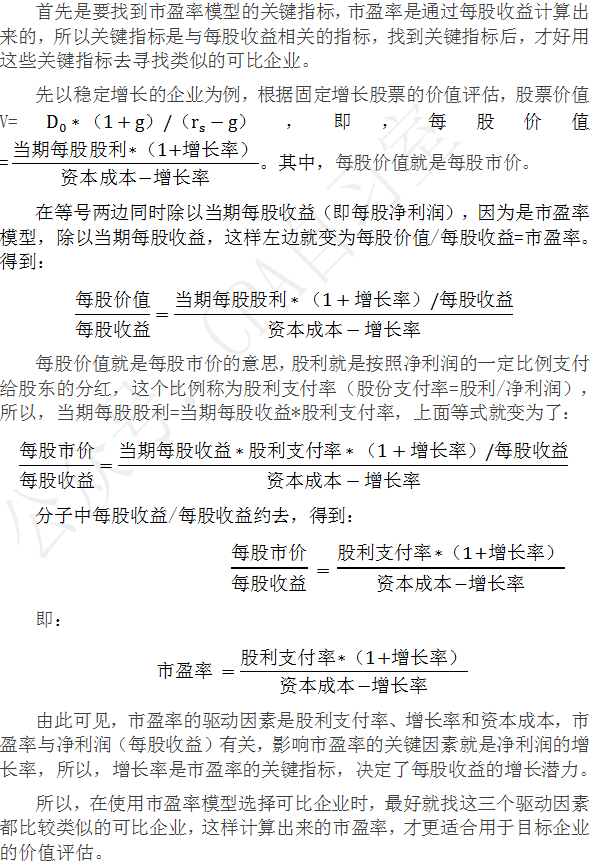 首先是要找到市盈率模型的关键指标，市盈率是通过每股收益计算出
来的，所以关键指标是与每股收益相关的指标，找到关键指标后，才好用
这些关键指标去寻找类似的可比企业。
先以稳定增长的企业为例，根据固定增长股票的价值评估，股票价值
V= D₀*（1+g）/（rₛ−g） ， 即 ， 每 股 价 值
=当期每股股利*（1+增长率）/资本成本−增长率。其中，每股价值就是每股市价。
在等号两边同时除以当期每股收益（即每股净利润），因为是市盈率
模型，除以当期每股收益，这样左边就变为每股价值/每股收益=市盈率。
得到：
每股价值/每股收益=当期每股股利*（1+增长率）/每股收益/资本成本−增长率
每股价值就是每股市价的意思，股利就是按照净利润的一定比例支付
给股东的分红，这个比例称为股利支付率（股份支付率=股利/净利润），
所以，当期每股股利=当期每股收益*股利支付率，上面等式就变为了：
每股市价/每股收益=当期每股收益*股利支付率*（1+增长率）/每股收益/资本成本−增长率
分子中每股收益/每股收益约去，得到：
每股市价/每股收益=股利支付率*（1+增长率）/资本成本−增长率
即：
市盈率=股利支付率*（1+增长率）/资本成本−增长率
由此可见，市盈率的驱动因素是股利支付率、增长率和资本成本，市
盈率与净利润（每股收益）有关，影响市盈率的关键因素就是净利润的增
长率，所以，增长率是市盈率的关键指标，决定了每股收益的增长潜力。
所以，在使用市盈率模型选择可比企业时，最好就找这三个驱动因素
都比较类似的可比企业，这样计算出来的市盈率，才更适合用于目标企业
的价值评估。
公众号：CPA自习室